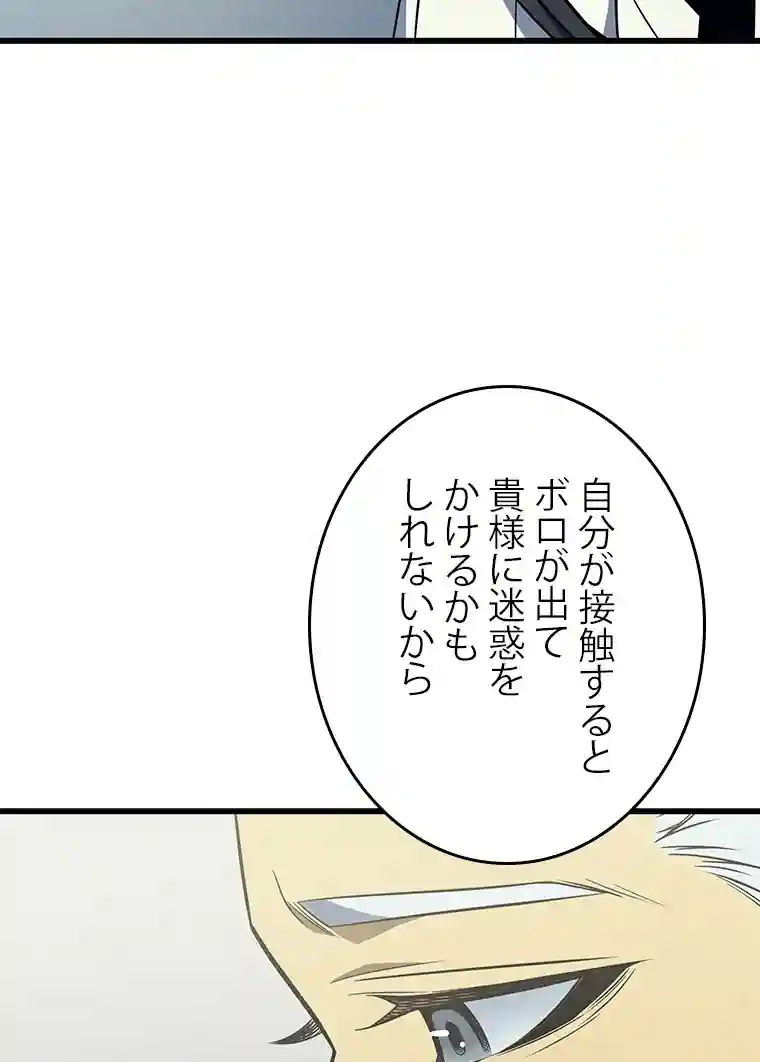 自分が接触すると
ボロが出て
貴様に迷惑を
かけるかも
しれないから